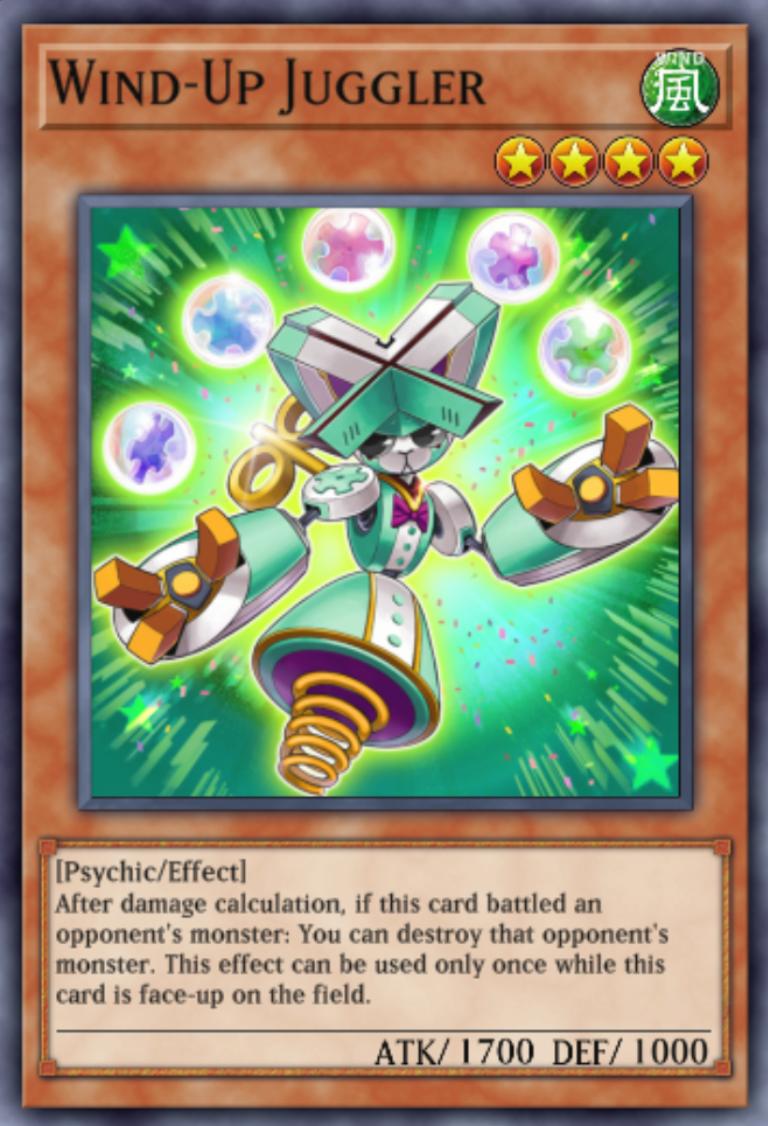 Wind-Up Juggler
WIND
風
[Psychic/Effect]
After damage calculation, if this card battled an
opponent's monster: You can destroy that opponent's
monster. This effect can be used only once while this
card is face-up on the field.
ATK/ 1700 DEF/ 1000